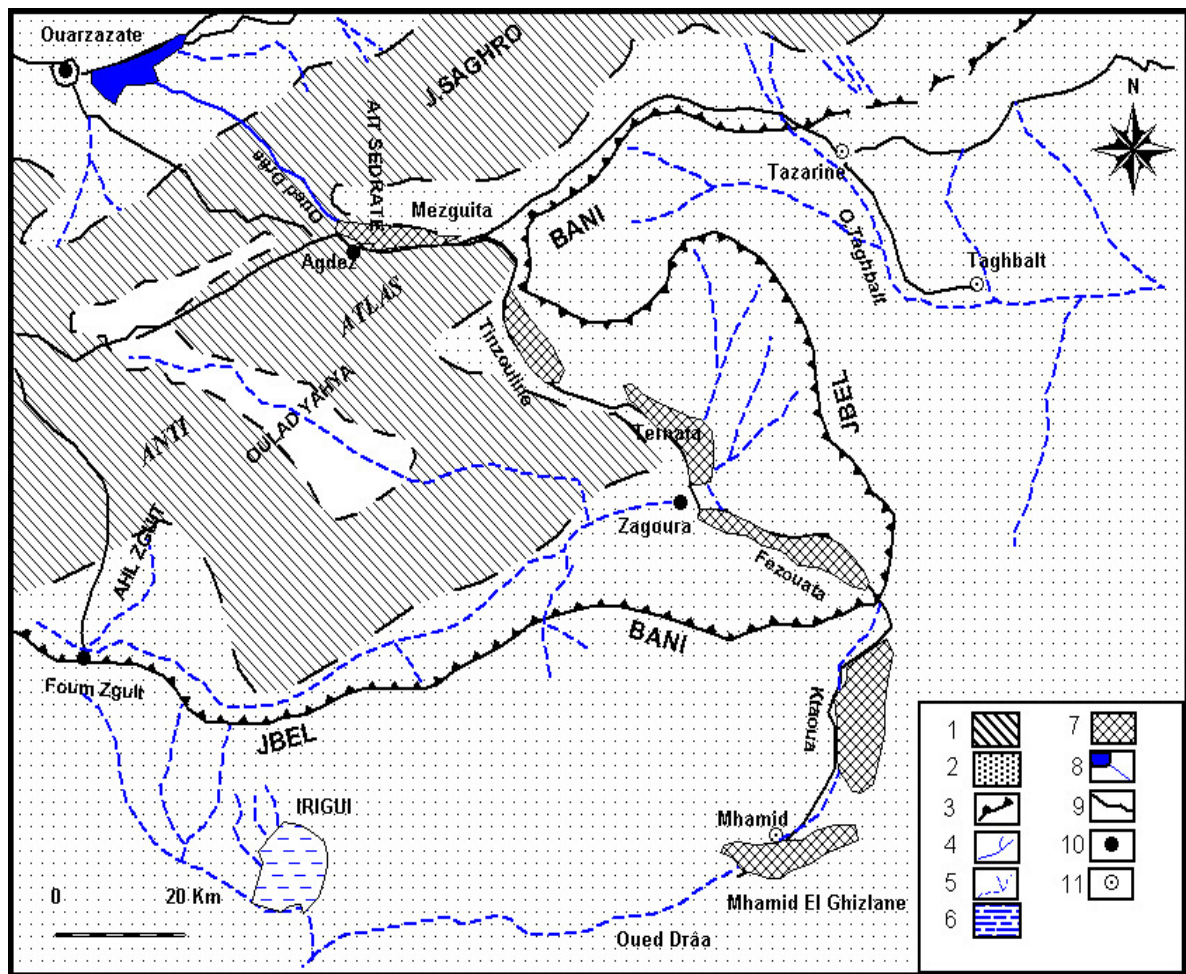 Ouarzazate
J.SAGHRO
AIT SEDRATE
Oued Drâa
Mezguita
N
Tazarine
BANI
O.Taghbalt
Taghbalt
Agdez
ATLAS
Tinzouline
JBEL
OULAD YAHYA
ANTI
Ternata
Zagoura
AHL ZGUIT
Fezouata
BANI
Foum Zguit
Ktaoua
JBEL
IRIGUI
Mhamid
0 20 Km
Mhamid El Ghizlane
Oued Drâa
1 7
2 8
3 9
4 10
5 11
6